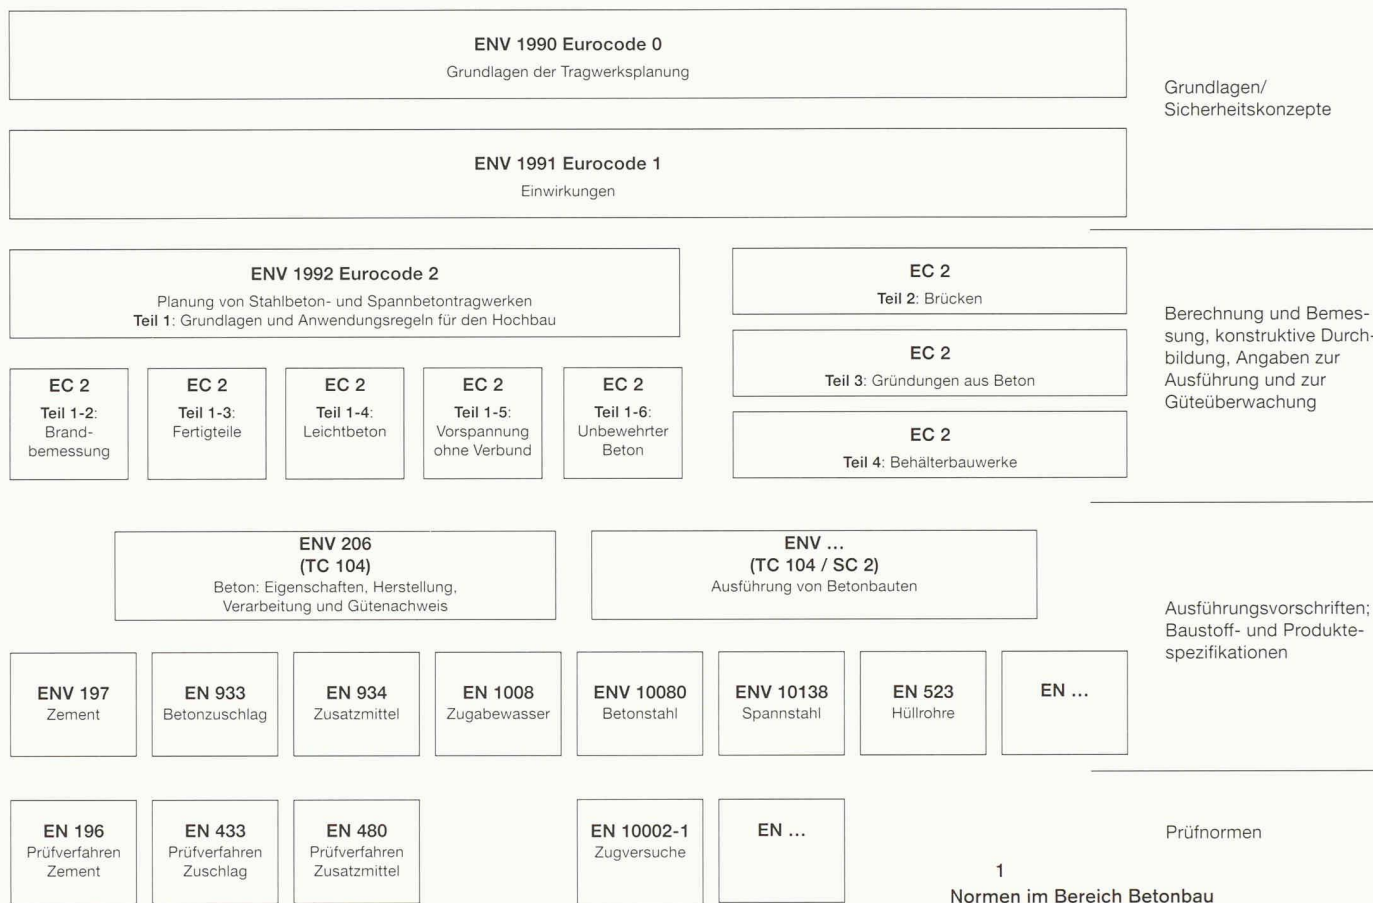 ENV 1990 Eurocode 0
Grundlagen der Tragwerksplanung
Grundlagen/
Sicherheitskonzepte
ENV 1991 Eurocode 1
Einwirkungen
ENV 1992 Eurocode 2
Planung von Stahlbeton- und Spannbetontragwerken
Teil 1: Grundlagen und Anwendungsregeln für den Hochbau
EC 2
Teil 2: Brücken
EC 2
Teil 3: Gründungen aus Beton
EC 2
Teil 4: Behälterbauwerke
Berechnung und Bemes-
sung, konstruktive Durch-
bildung, Angaben zur
Ausführung und zur
Güteüberwachung
EC 2
Teil 1-2:
Brand-
bemessung
EC 2
Teil 1-3:
Fertigteile
EC 2
Teil 1-4:
Leichtbeton
EC 2
Teil 1-5:
Vorspannung
ohne Verbund
EC 2
Teil 1-6:
Unbewehrter
Beton
ENV 206
(TC 104)
Beton: Eigenschaften, Herstellung,
Verarbeitung und Gütenachweis
ENV ...
(TC 104 / SC 2)
Ausführung von Betonbauten
Ausführungsvorschriften;
Baustoff- und Produkte-
spezifikationen
ENV 197
Zement
EN 933
Betonzuschlag
EN 934
Zusatzmittel
EN 1008
Zugabewasser
ENV 10080
Betonstahl
ENV 10138
Spannstahl
EN 523
Hüllrohre
EN ...
EN 196
Prüfverfahren
Zement
EN 433
Prüfverfahren
Zuschlag
EN 480
Prüfverfahren
Zusatzmittel
EN 10002-1
Zugversuche
EN ...
Prüfnormen
1
Normen im Bereich Betonbau